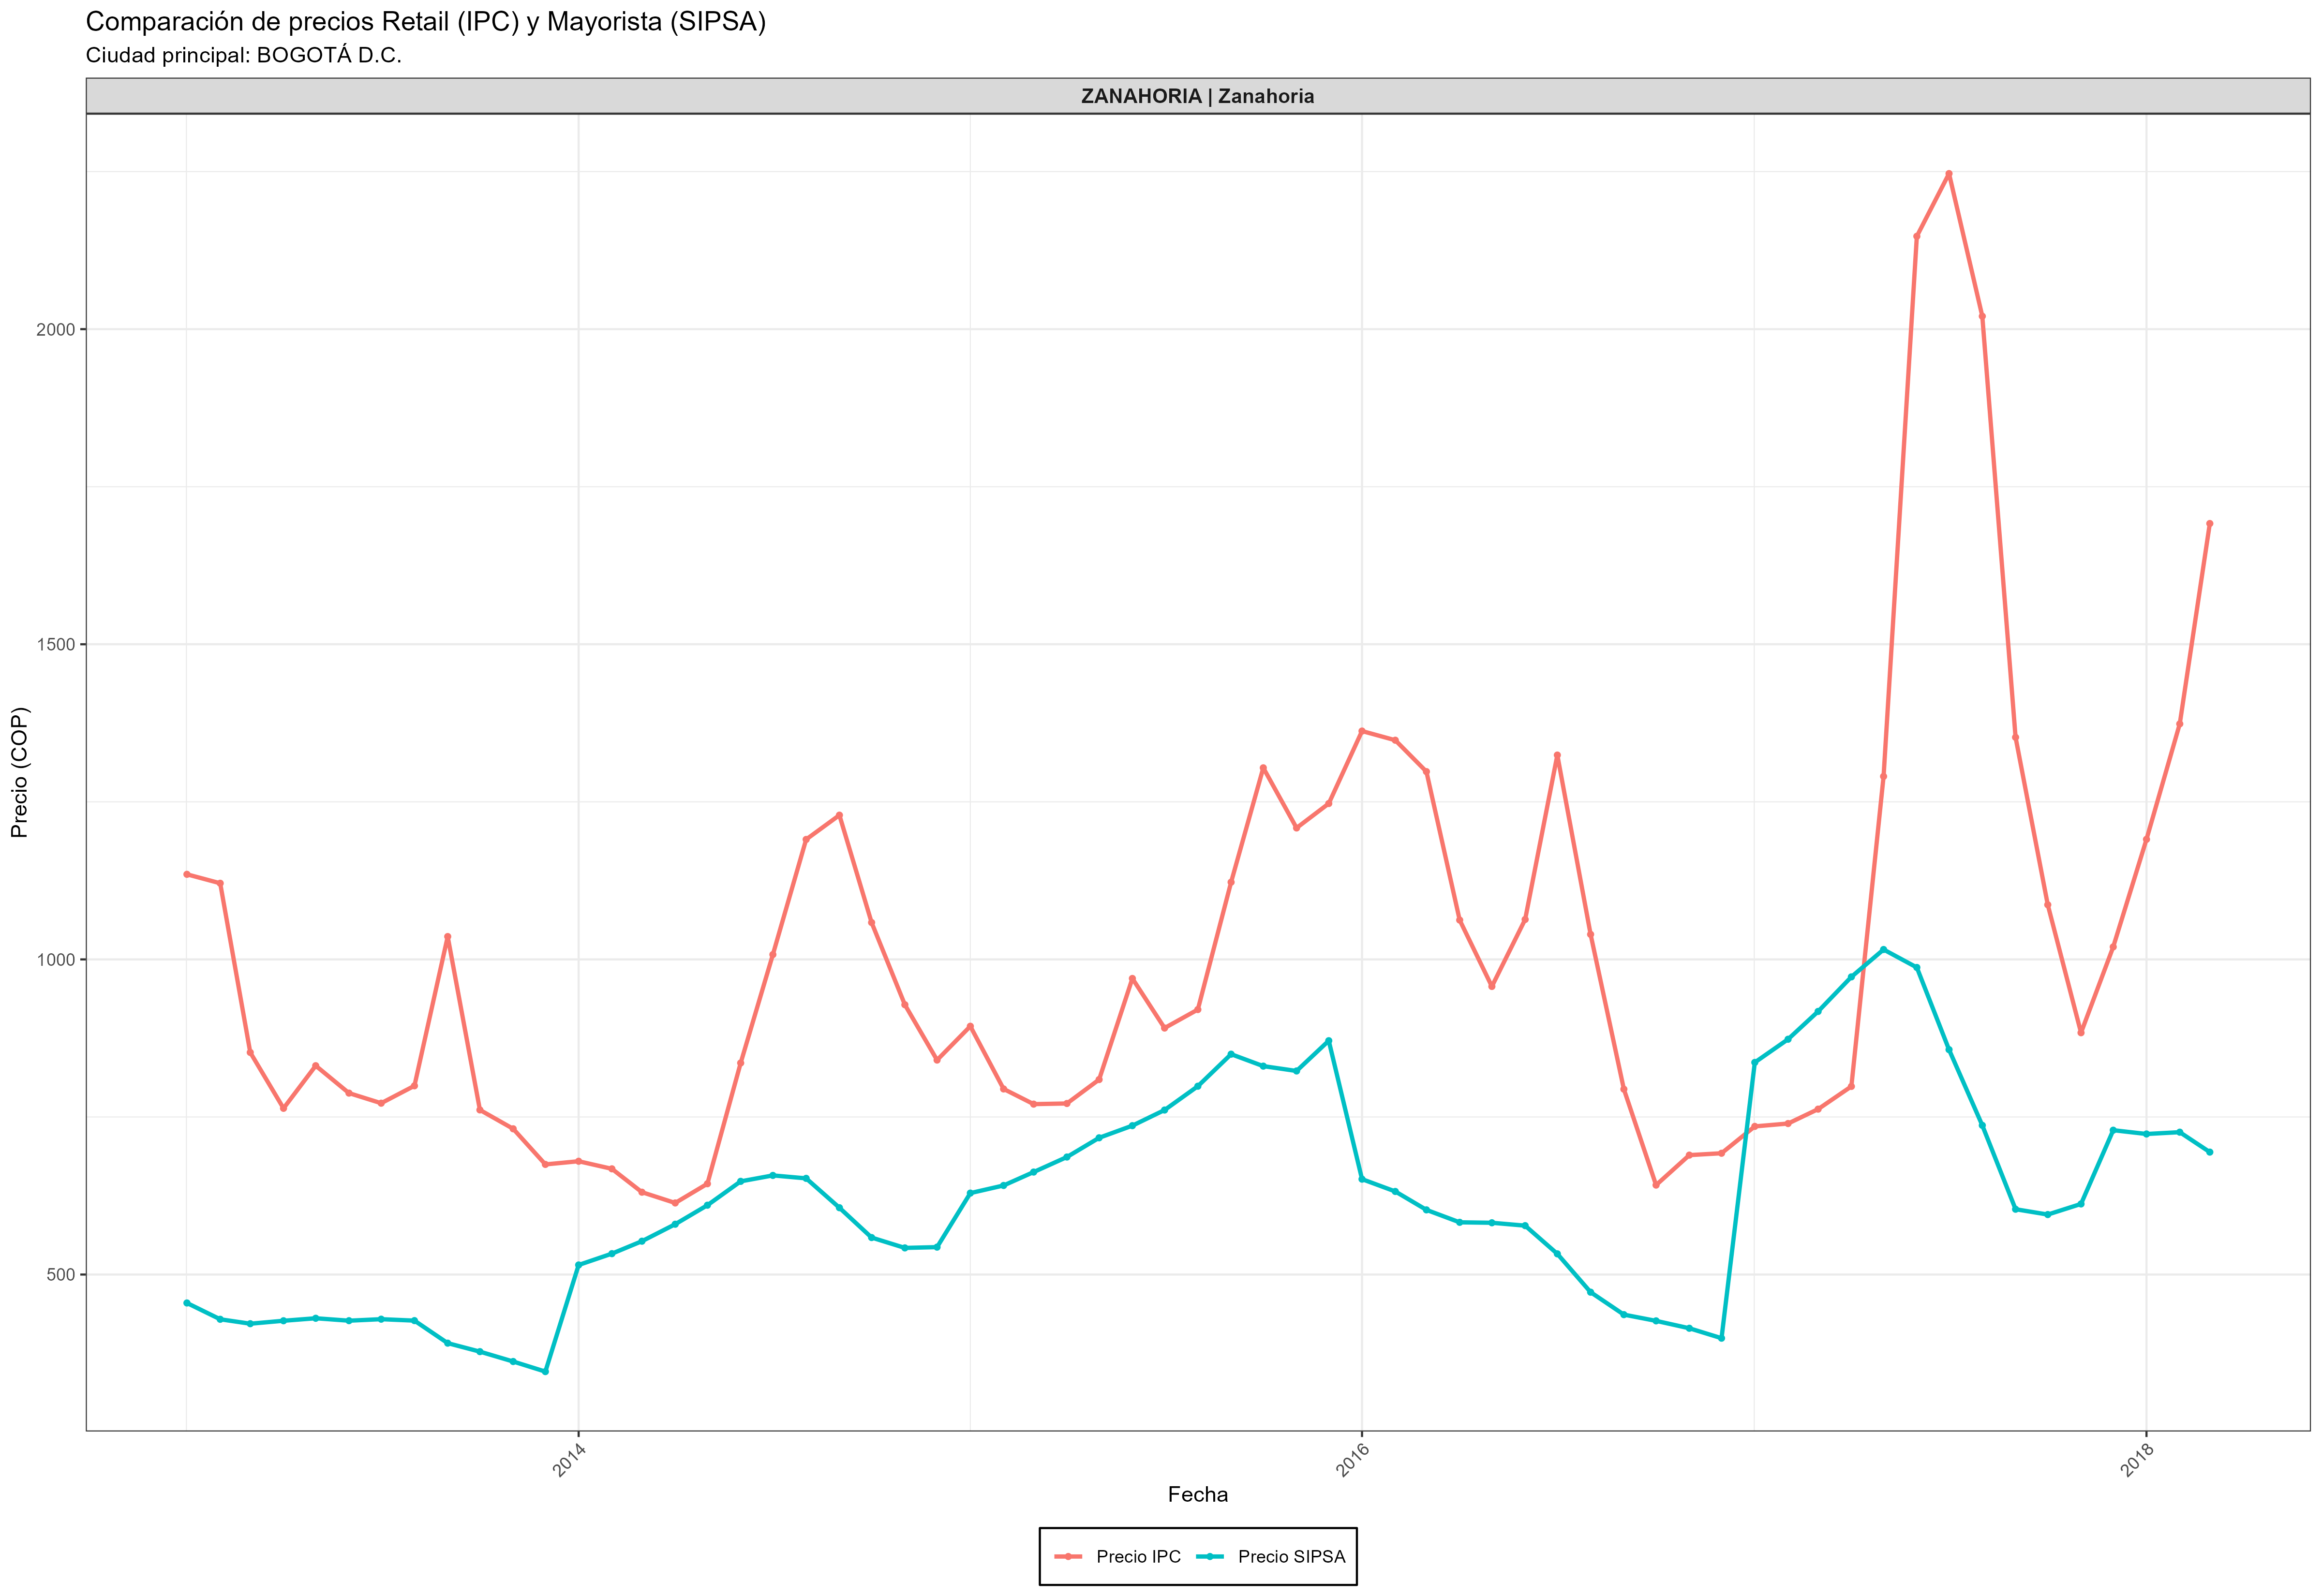 Comparación de precios Retail (IPC) y Mayorista (SIPSA)
Ciudad principal: BOGOTÁ D.C.
ZANAHORIA | Zanahoria
Precio (COP)
2000
1500
1000
500
2014
2016
2018
Fecha
Precio IPC
Precio SIPSA